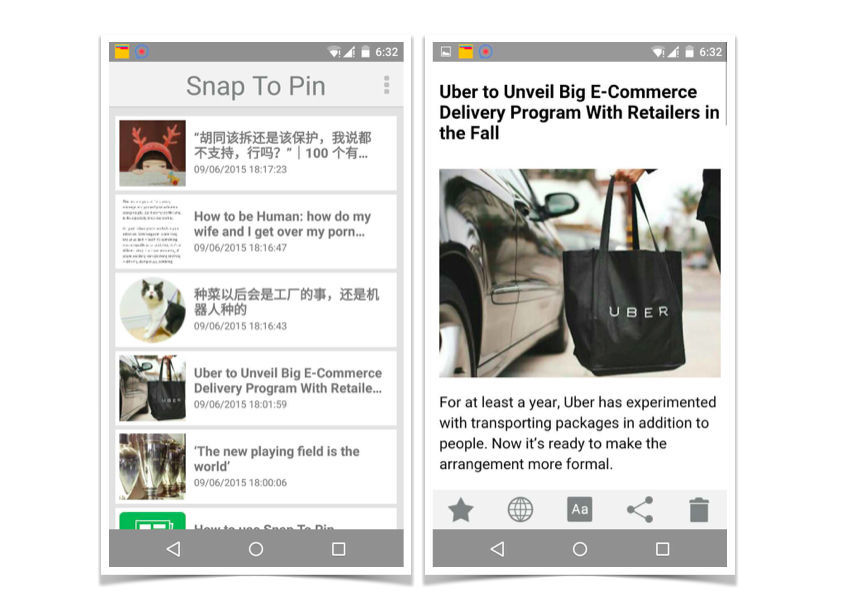 6:32
Snap To Pin
“胡同该拆还是该保护，我说都
不支持，行吗？”｜100 个有…
09/06/2015 18:17:23
How to be Human: how do my
wife and I get over my porn…
09/06/2015 18:16:47
种菜以后会是工厂的事，还是机
器人种的
09/06/2015 18:16:43
Uber to Unveil Big E-Commerce
Delivery Program With Retaile…
UBER
09/06/2015 18:01:59
‘The new playing field is the
world’
09/06/2015 18:00:06
How to use Snap To Pin
6:32
Uber to Unveil Big E-Commerce
Delivery Program With Retailers in
the Fall
UBER
For at least a year, Uber has experimented
with transporting packages in addition to
people. Now it’s ready to make the
arrangement more formal.
Aa